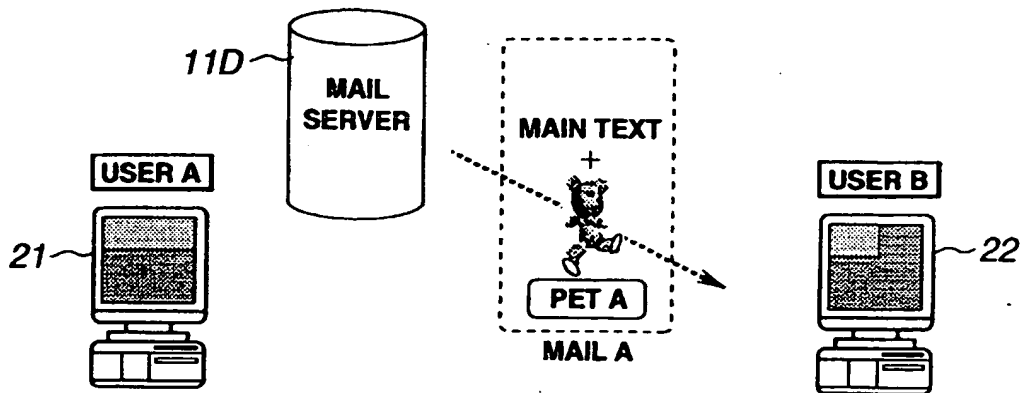 11D
MAIL
SERVER
MAIN TEXT
+
USER A
USER B
21
22
PET A
MAIL A